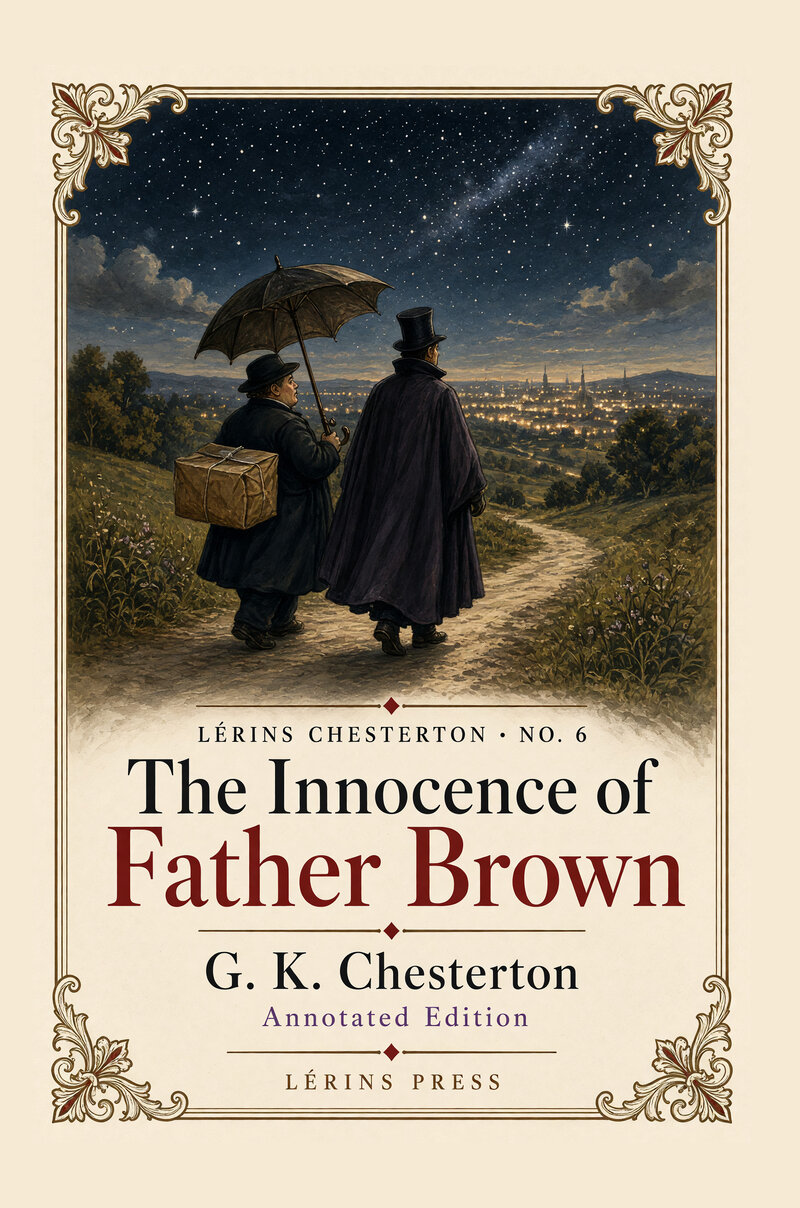 LÉRINS CHESTERTON · NO. 6
The Innocence of
Father Brown
G. K. Chesterton
Annotated Edition
LÉRINS PRESS